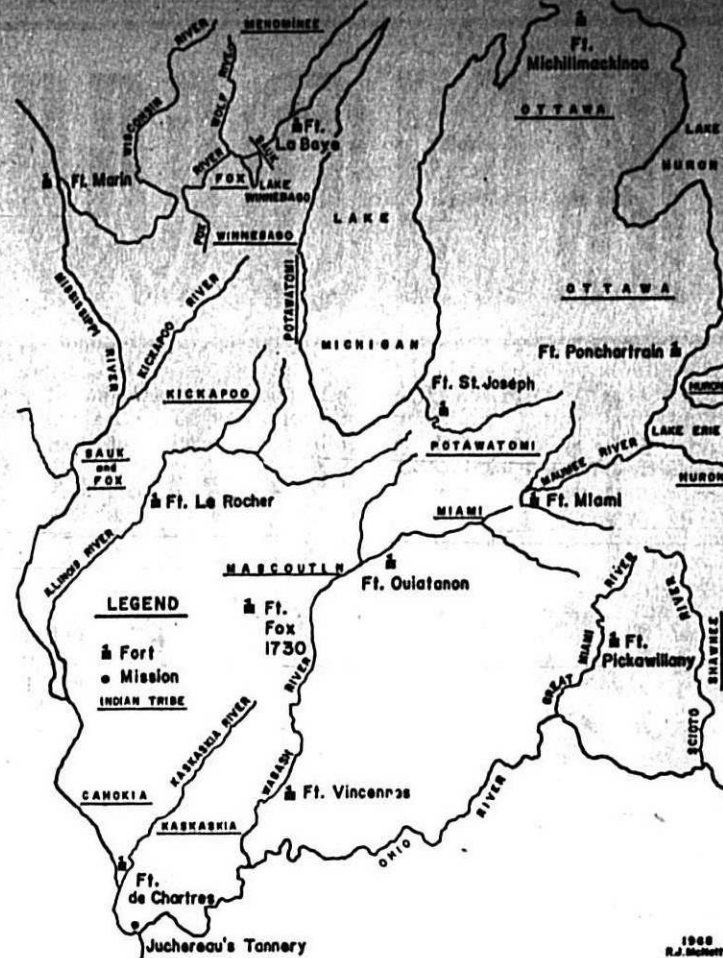 MENOMINEE
WISCONSIN
RIVER
WOLF RIVER
Ft.
Michilimackinac
OTTAWA
LAKE
HURON
Ft.
La Baye
SAUK
RIVER
FOX
LAKE
WINNEBAGO
FOX
WINNEBAGO
Ft. Marin
LAKE
MICHIGAN
OTTAWA
MISSISSIPPI
RIVER
KICKAPOO RIVER
POTAWATOMI
Ft. Ponchartrain
HURON
KICKAPOO
Ft. St. Joseph
LAKE ERIE
SAUK
and
FOX
POTAWATOMI
MAUMEE RIVER
HURON
Ft. Le Rocher
MIAMI
Ft. Miami
ILLINOIS RIVER
MASCOUTEN
Ft. Ouiatanon
LEGEND
Fort
Mission
INDIAN TRIBE
Ft.
Fox
1730
RIVER
WABASH
GREAT MIAMI RIVER
Ft.
Pickawillany
RIVER
SCIOTO
SHAWNEE
KASKASKIA RIVER
CAHOKIA
KASKASKIA
Ft. Vincennes
OHIO
RIVER
Ft.
de Chartres
Juchereau's Tannery
1968